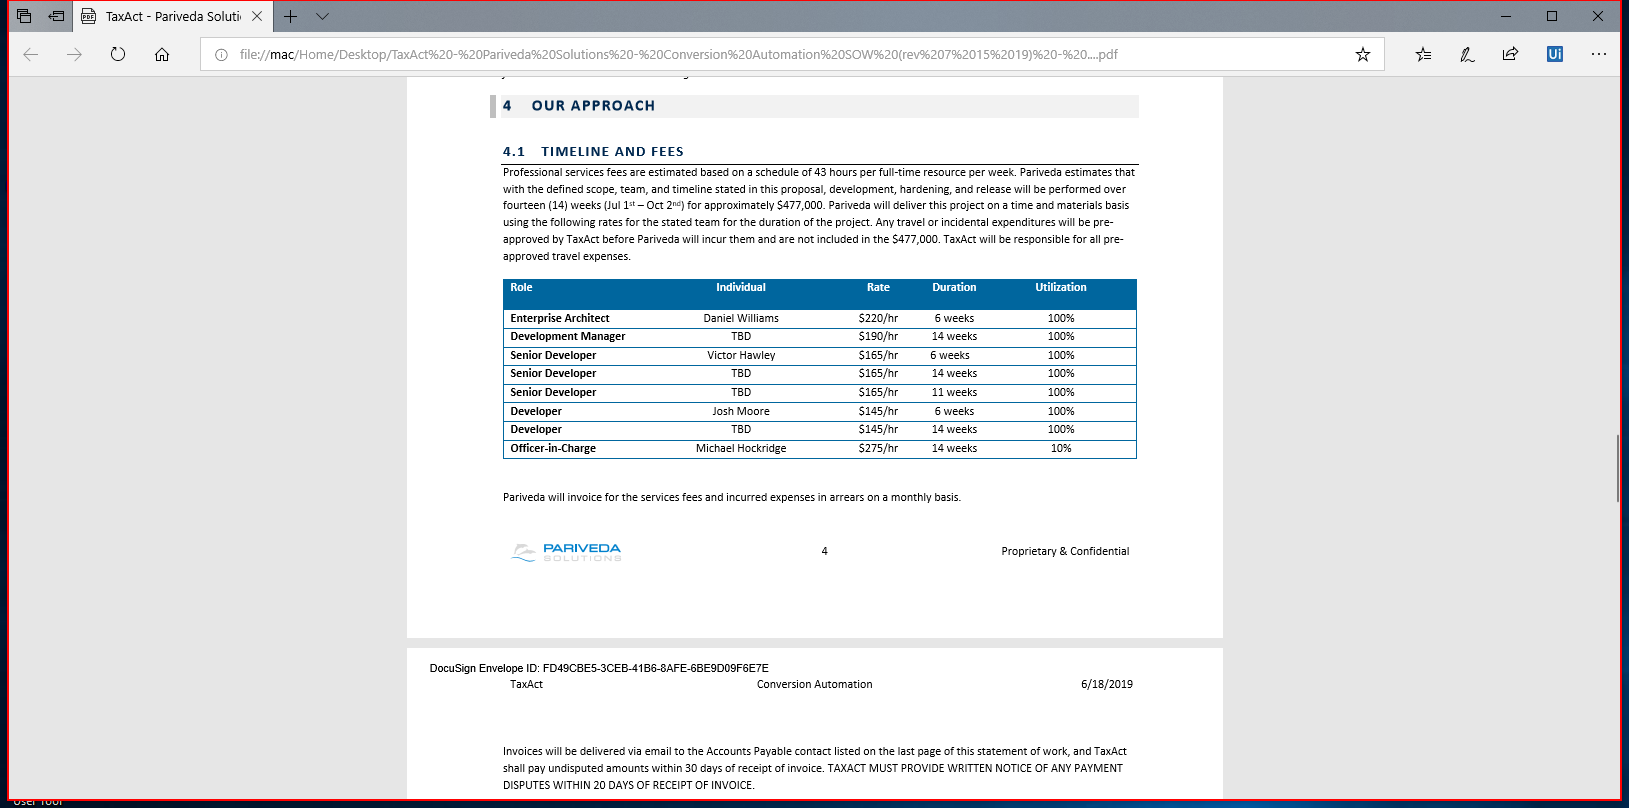 TaxAct - Pariveda Soluti
file://mac/Home/Desktop/TaxAct%20-%20Pariveda%20Solutions%20-%20Conversion%20Automation%20SOW%20(rev%207%2015%2019)%20-%20....pdf
Ui
4 OUR APPROACH
4.1 TIMELINE AND FEES
Professional services fees are estimated based on a schedule of 43 hours per full-time resource per week. Pariveda estimates that
with the defined scope, team, and timeline stated in this proposal, development, hardening, and release will be performed over
fourteen (14) weeks (Jul 1st – Oct 2nd) for approximately $477,000. Pariveda will deliver this project on a time and materials basis
using the following rates for the stated team for the duration of the project. Any travel or incidental expenditures will be pre-
approved by TaxAct before Pariveda will incur them and are not included in the $477,000. TaxAct will be responsible for all pre-
approved travel expenses.
Role Individual Rate Duration Utilization
Enterprise Architect Daniel Williams $220/hr 6 weeks 100%
Development Manager TBD $190/hr 14 weeks 100%
Senior Developer Victor Hawley $165/hr 6 weeks 100%
Senior Developer TBD $165/hr 14 weeks 100%
Senior Developer TBD $165/hr 11 weeks 100%
Developer Josh Moore $145/hr 6 weeks 100%
Developer TBD $145/hr 14 weeks 100%
Officer-in-Charge Michael Hockridge $275/hr 14 weeks 10%
Pariveda will invoice for the services fees and incurred expenses in arrears on a monthly basis.
PARIVEDA
SOLUTIONS
4
Proprietary & Confidential
DocuSign Envelope ID: FD49CBE5-3CEB-41B6-8AFE-6BE9D09F6E7E
TaxAct Conversion Automation 6/18/2019
Invoices will be delivered via email to the Accounts Payable contact listed on the last page of this statement of work, and TaxAct
shall pay undisputed amounts within 30 days of receipt of invoice. TAXACT MUST PROVIDE WRITTEN NOTICE OF ANY PAYMENT
DISPUTES WITHIN 20 DAYS OF RECEIPT OF INVOICE.